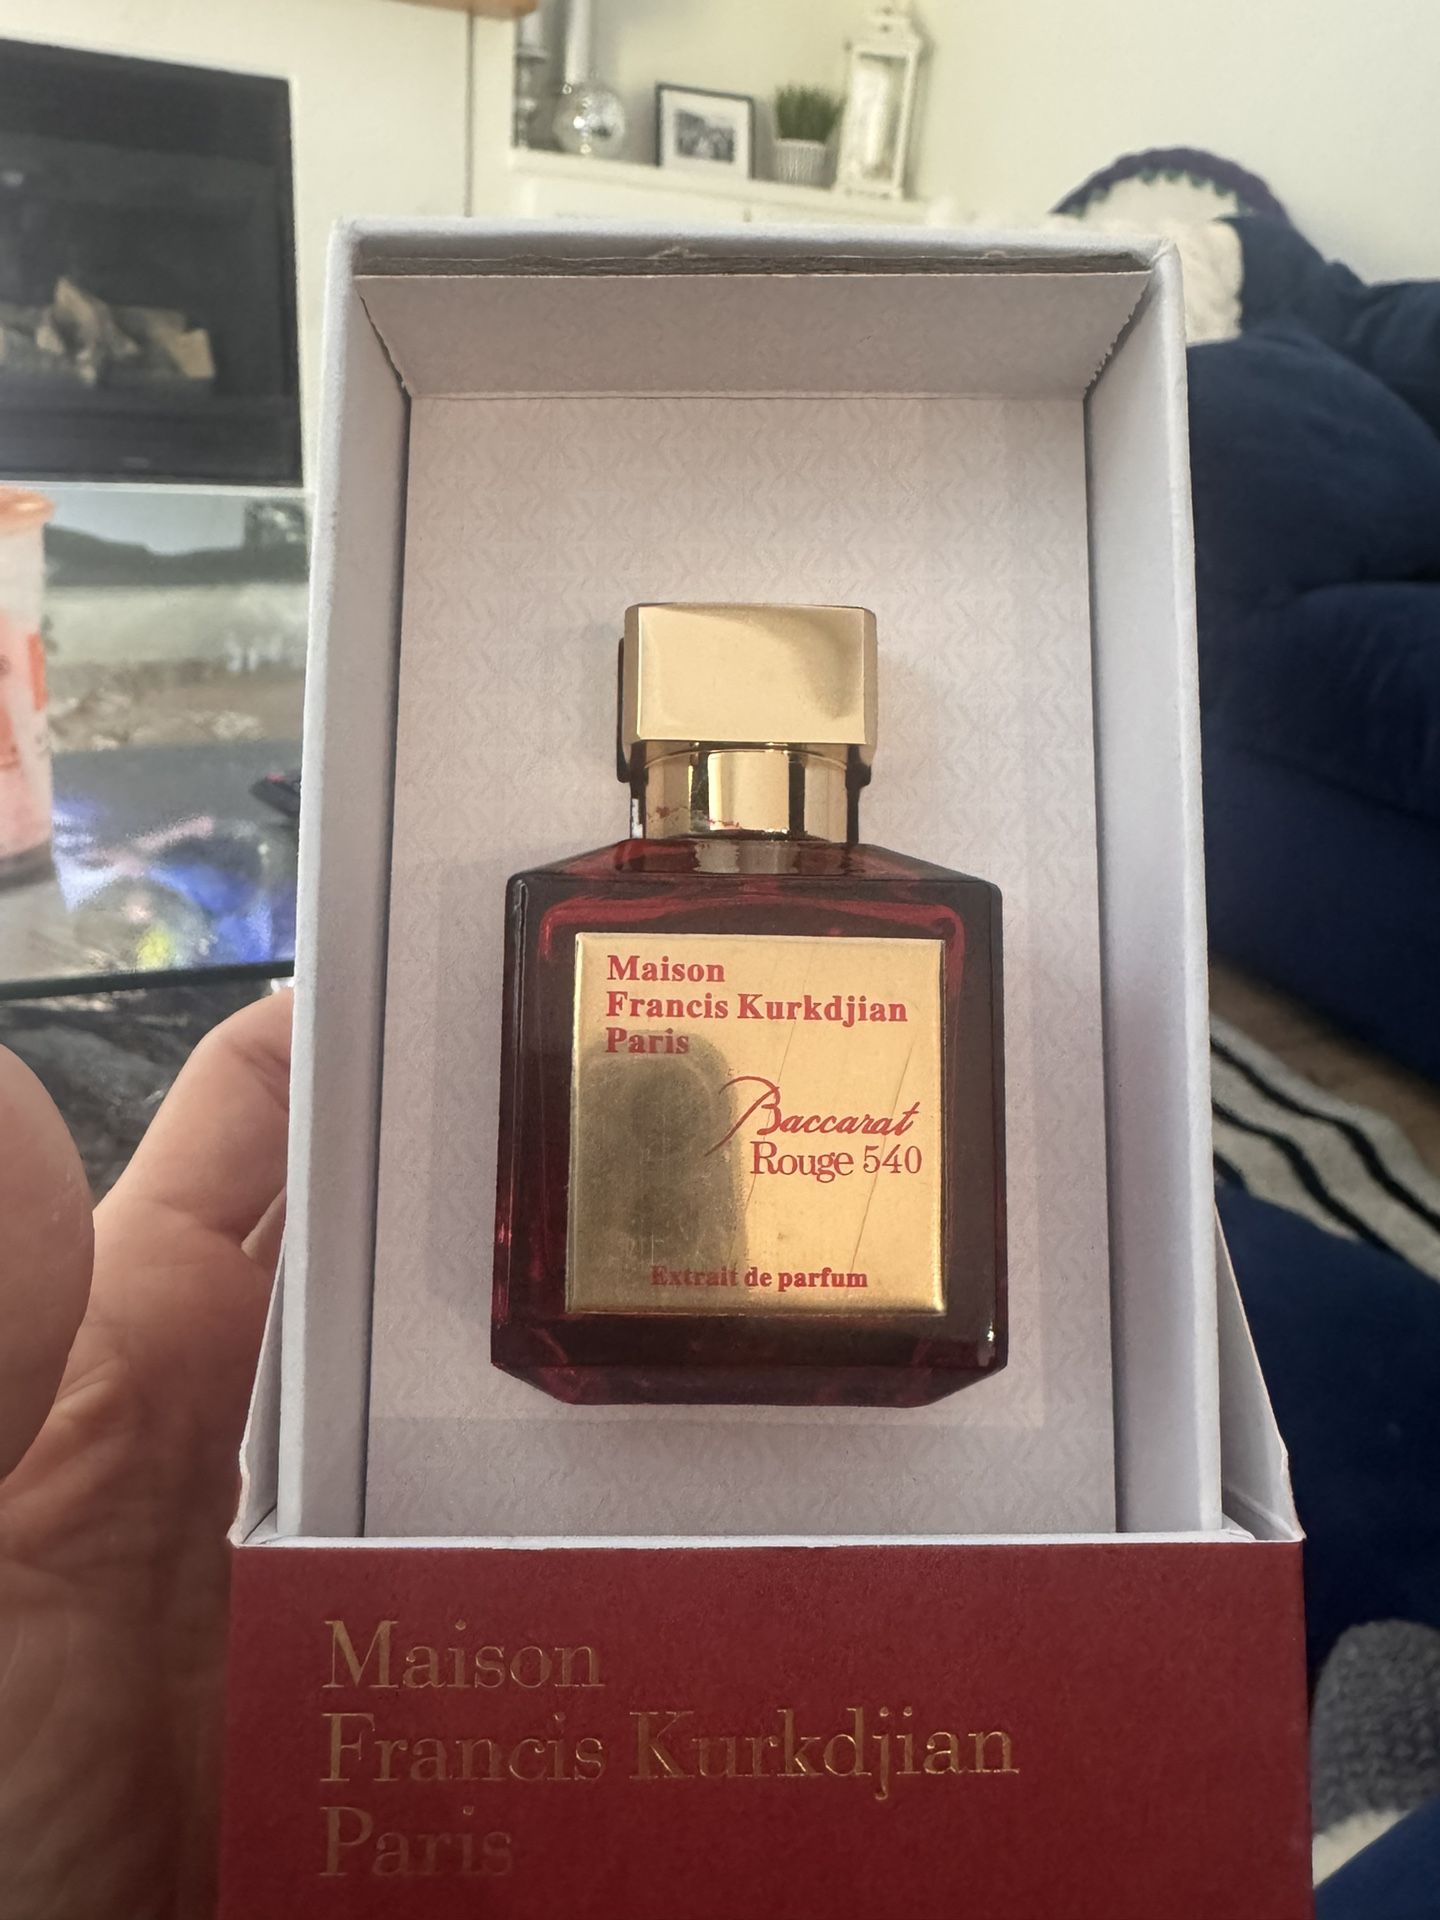 Maison
Francis Kurkdjian
Paris
Baccarat
Rouge 540
Extrait de parfum
Maison
Francis Kurkdjian
Paris